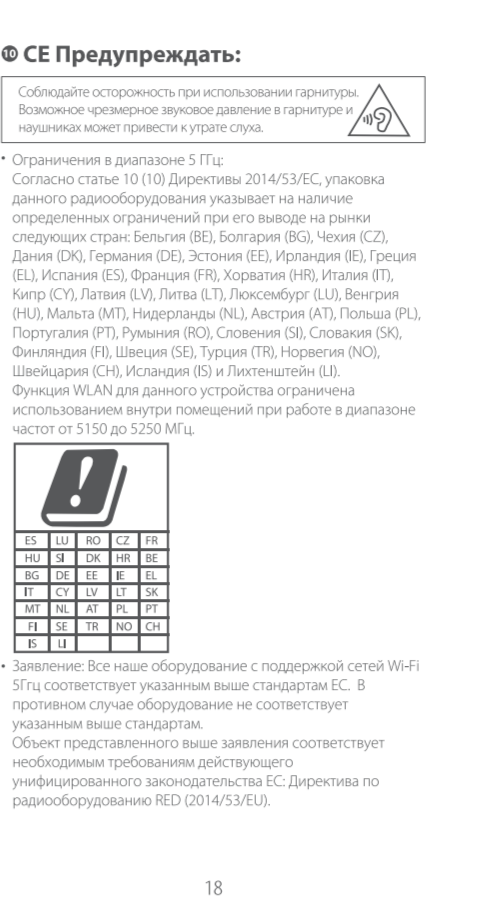 10 CE Предупреждать:
Соблюдайте осторожность при использовании гарнитуры.
Возможное чрезмерное звуковое давление в гарнитуре и
наушниках может привести к утрате слуха.
• Ограничения в диапазоне 5 ГГц:
Согласно статье 10 (10) Директивы 2014/53/ЕС, упаковка
данного радиооборудования указывает на наличие
определенных ограничений при его выводе на рынки
следующих стран: Бельгия (BE), Болгария (BG), Чехия (CZ),
Дания (DK), Германия (DE), Эстония (EE), Ирландия (IE), Греция
(EL), Испания (ES), Франция (FR), Хорватия (HR), Италия (IT),
Кипр (CY), Латвия (LV), Литва (LT), Люксембург (LU), Венгрия
(HU), Мальта (MT), Нидерланды (NL), Австрия (AT), Польша (PL),
Португалия (PT), Румыния (RO), Словения (SI), Словакия (SK),
Финляндия (FI), Швеция (SE), Турция (TR), Норвегия (NO),
Швейцария (CH), Исландия (IS) и Лихтенштейн (LI).
Функция WLAN для данного устройства ограничена
использованием внутри помещений при работе в диапазоне
частот от 5150 до 5250 МГц.
ES LU RO CZ FR
HU SI DK HR BE
BG DE EE IE EL
IT CY LV LT SK
MT NL AT PL PT
FI SE TR NO CH
IS LI
• Заявление: Все наше оборудование с поддержкой сетей Wi-Fi
5Ггц соответствует указанным выше стандартам ЕС. В
противном случае оборудование не соответствует
указанным выше стандартам.
Объект представленного выше заявления соответствует
необходимым требованиям действующего
унифицированного законодательства ЕС: Директива по
радиооборудованию RED (2014/53/EU).
18